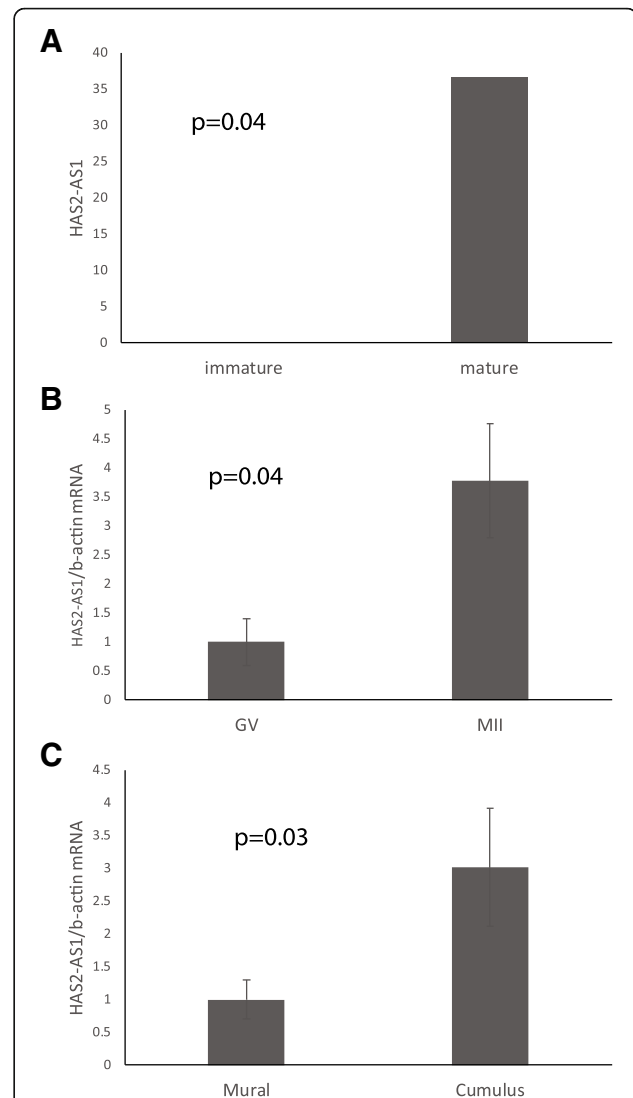 A
40
35
30
25
20
15
10
5
0
HAS2-AS1
p=0.04
immature mature
B
5
4.5
4
3.5
3
2.5
2
1.5
1
0.5
0
HAS2-AS1/b-actin mRNA
p=0.04
GV MII
C
4.5
4
3.5
3
2.5
2
1.5
1
0.5
0
HAS2-AS1/b-actin mRNA
p=0.03
Mural Cumulus